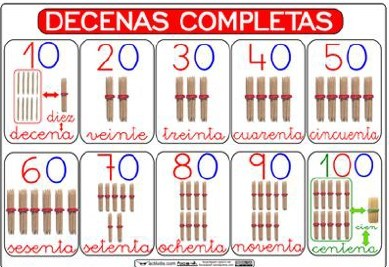 DECENAS COMPLETAS
10 20 30 40 50
diez
decena veinte treinta cuarenta cincuenta
60 70 80 90 100
cien
sesenta setenta ochenta noventa centena